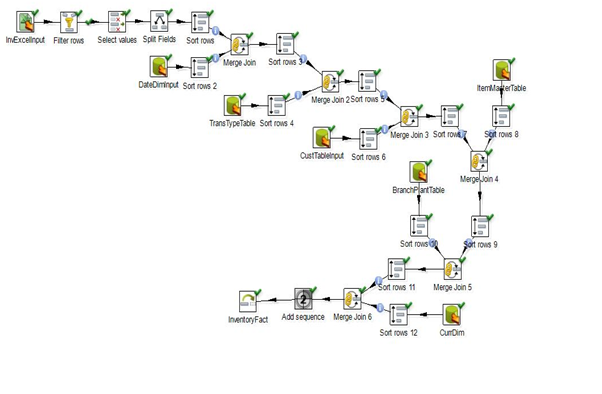 InvExcelInput
Filter rows
Select values
Split Fields
Sort rows
Merge Join
Sort rows 3
DateDimInput
Sort rows 2
Merge Join 2
Sort rows 5
ItemMasterTable
TransTypeTable
Sort rows 4
Merge Join 3
Sort rows 7
Sort rows 8
CustTableInput
Sort rows 6
Merge Join 4
BranchPlantTable
Sort rows 10
Sort rows 9
Sort rows 11
Merge Join 5
InventoryFact
Add sequence
Merge Join 6
Sort rows 12
CurrDim